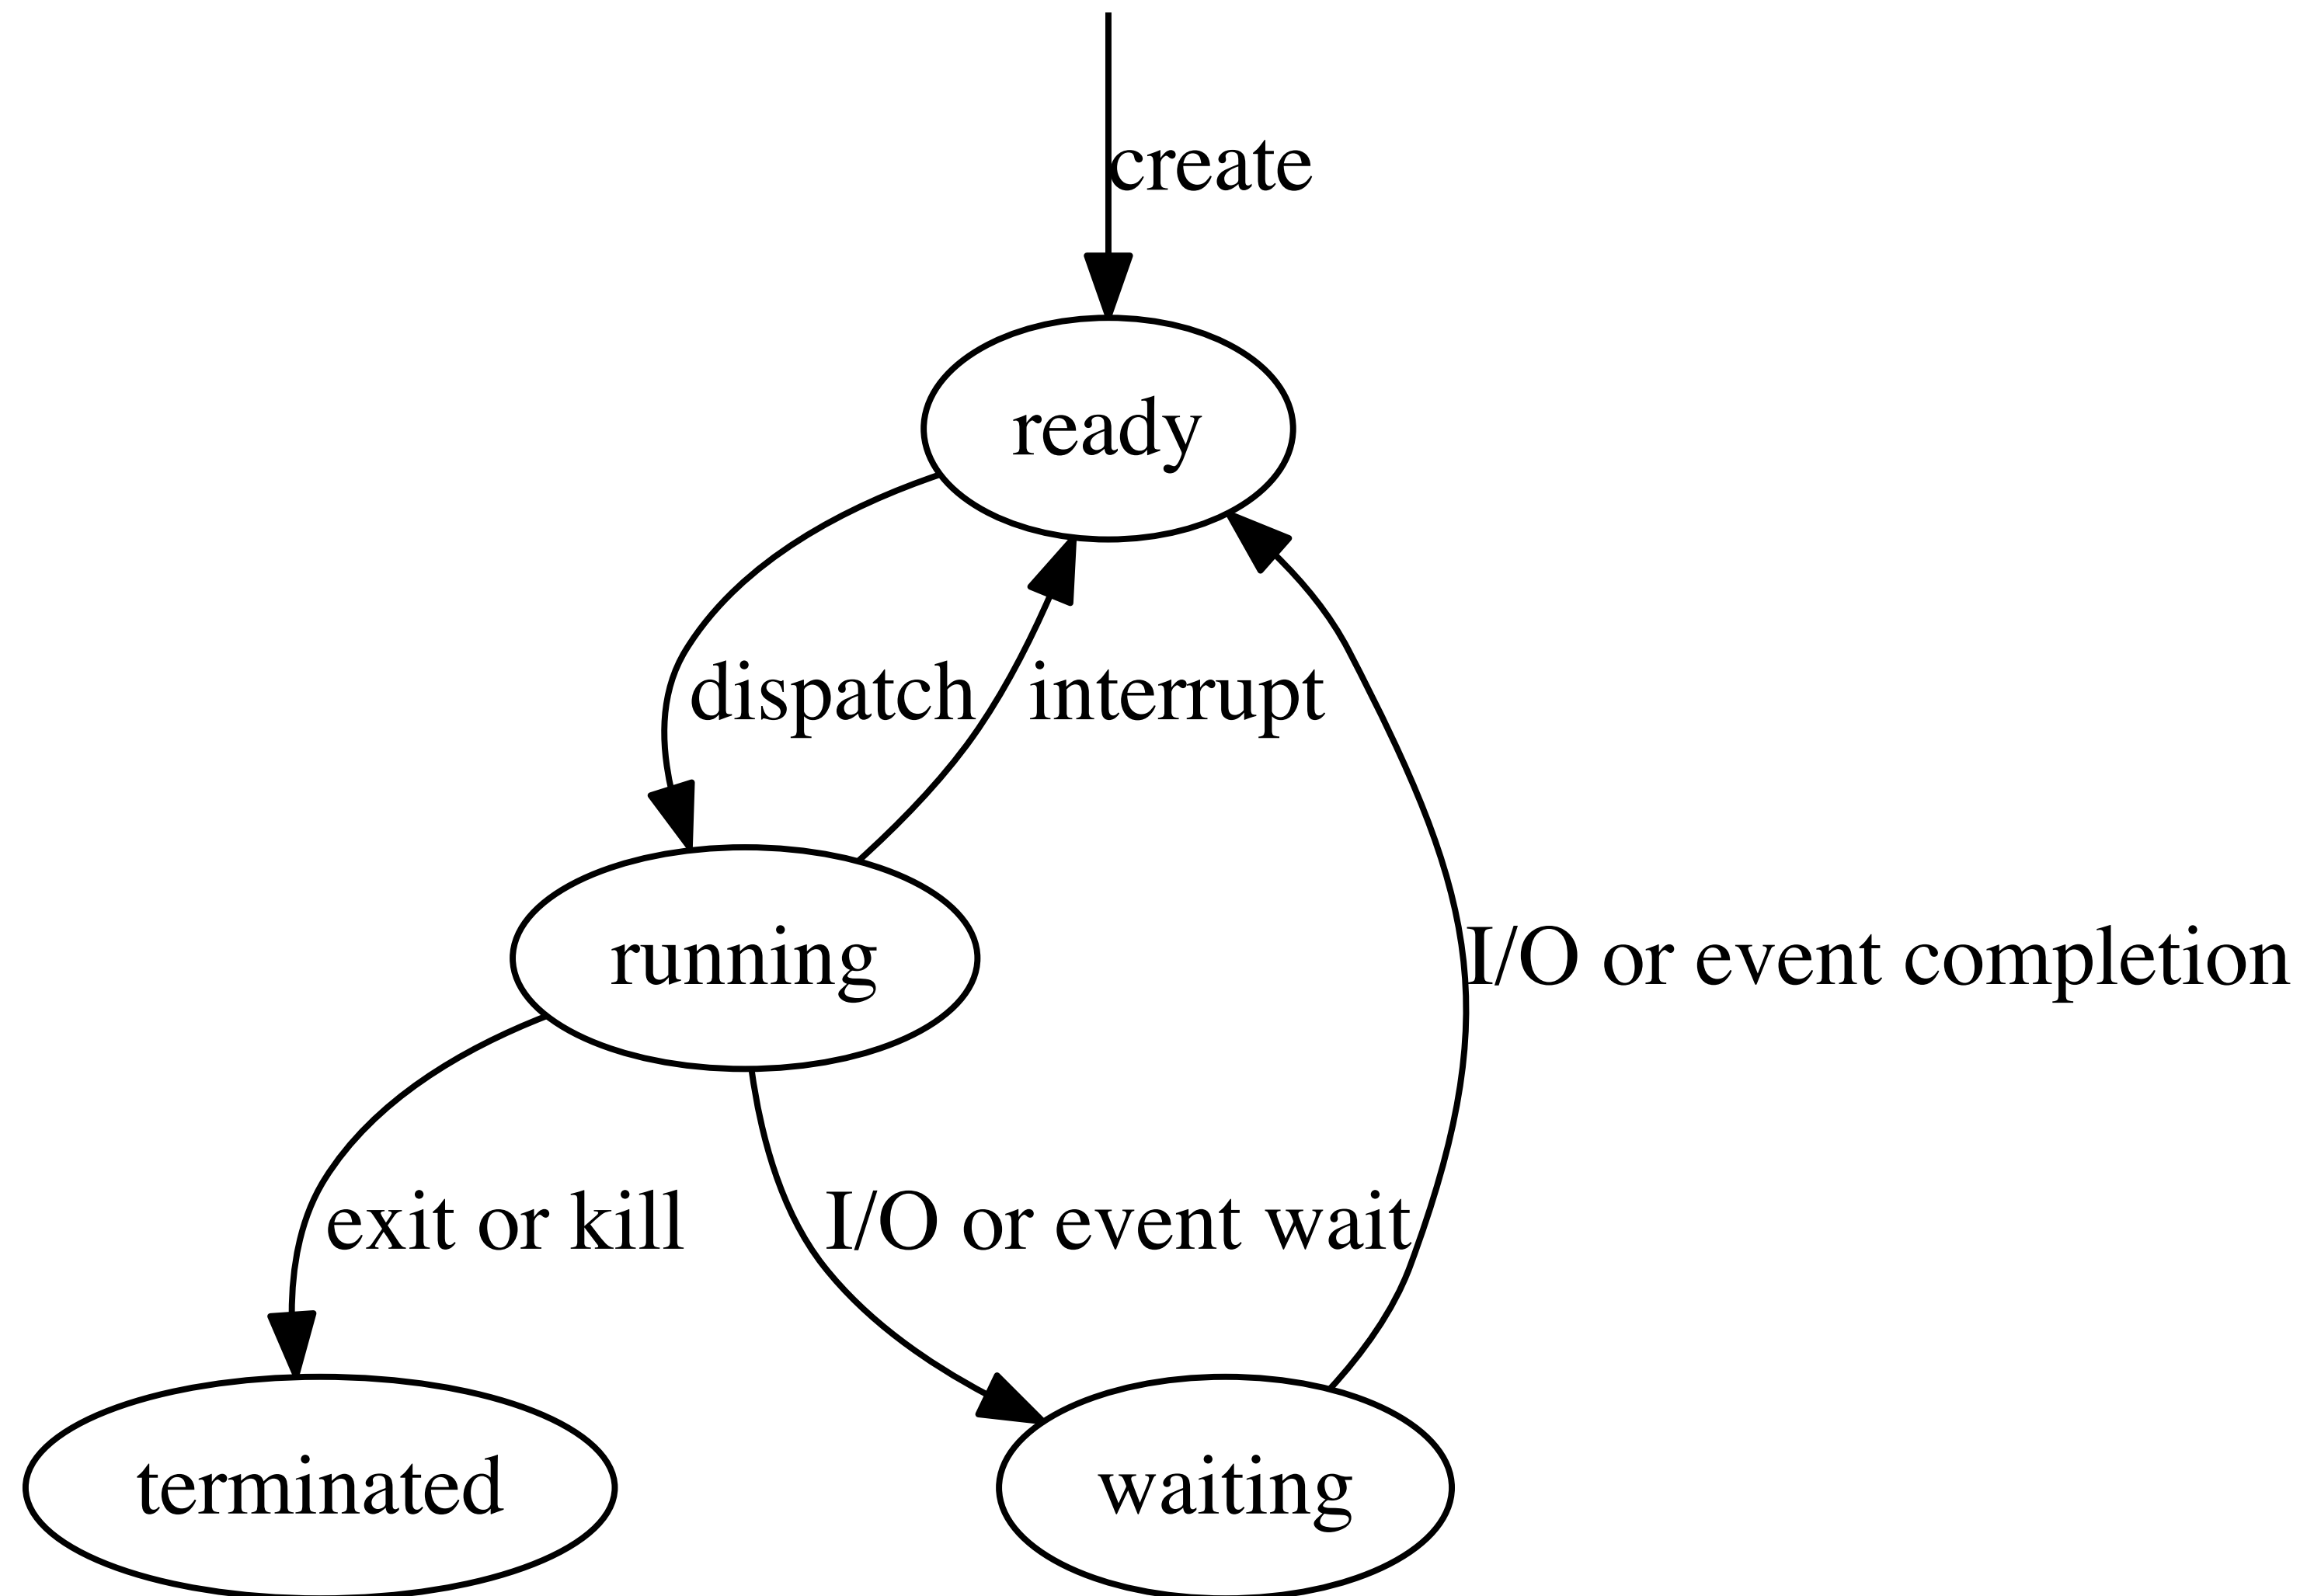 create
ready
dispatch
interrupt
running
I/O or event completion
exit or kill
I/O or event wait
terminated
waiting